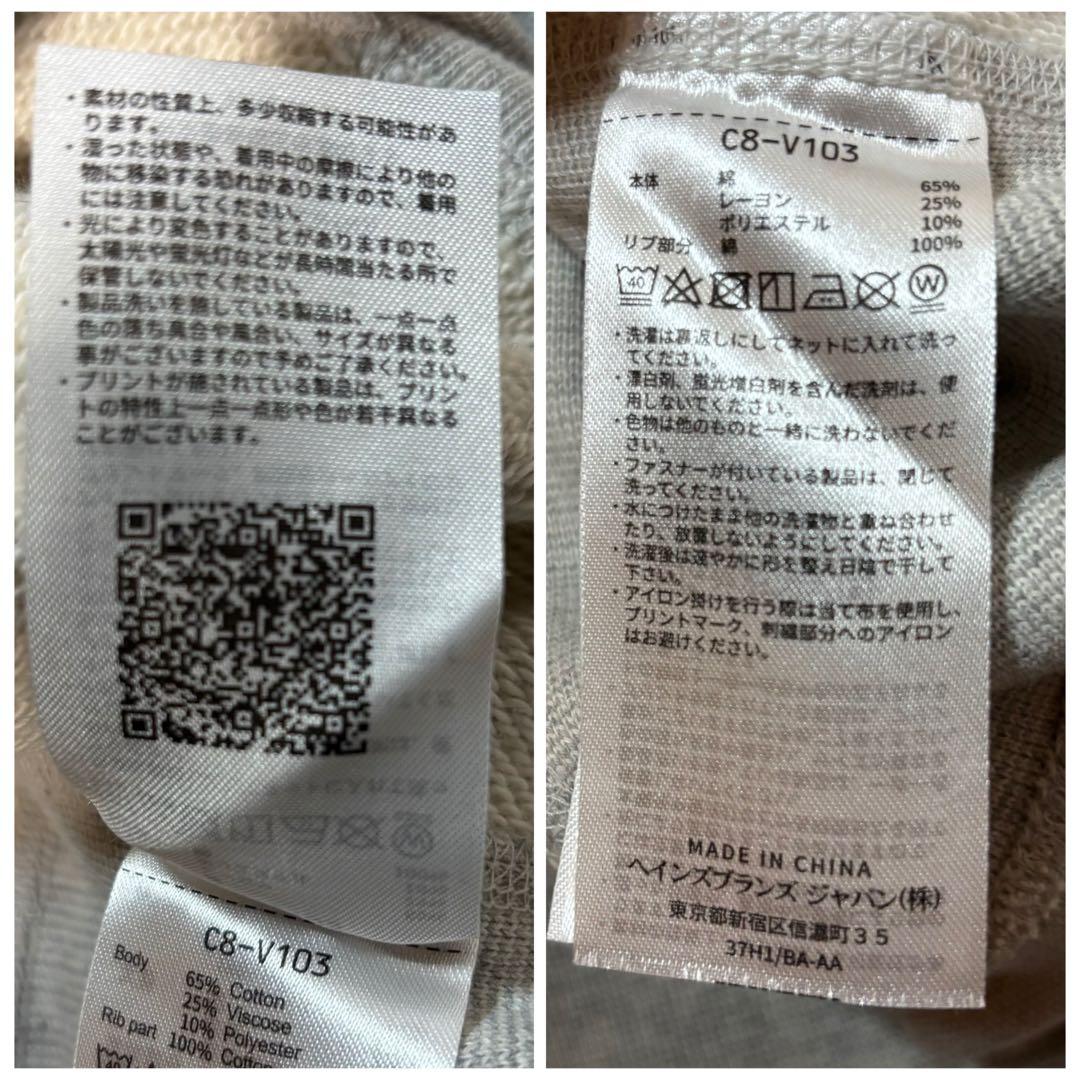 ・素材の性質上、多少収縮する可能性があ
ります。
・湿った状態や、着用中の摩擦により他の
物に移染する恐れがありますので、着用
には注意してください。
・光により変色することがありますので、
太陽光や蛍光灯などが長時間当たる所で
保管しないでください。
・製品洗いを施している製品は、一点一点
色の落ち具合や風合い、サイズが異なる
事がございますので予めご了承ください。
・プリントが施されている製品は、プリン
トの特性上一点一点形や色が若干異なる
ことがございます。
C8-V103
Body 65% Cotton
25% Viscose
10% Polyester
Rib part 100% Cotton
40
C8-V103
本体 綿 65%
レーヨン 25%
ポリエステル 10%
リブ部分 綿 100%
40 W
・洗濯は裏返しにしてネットに入れて洗っ
てください。
・漂白剤、蛍光増白剤を含んだ洗剤は、使
用しないでください。
・色物は他のものと一緒に洗わないでくだ
さい。
・ファスナーが付いている製品は、閉じて
洗ってください。
・水につけたまま他の洗濯物と重ね合わせ
たり、放置しないようにしてください。
・洗濯後は速やかに形を整え日陰で干して
下さい。
・アイロン掛けを行う際は当て布を使用し、
プリントマーク、刺繍部分へのアイロン
はお避けください。
MADE IN CHINA
ヘインズブランズ ジャパン(株)
東京都新宿区信濃町３５
37H1/BA-AA